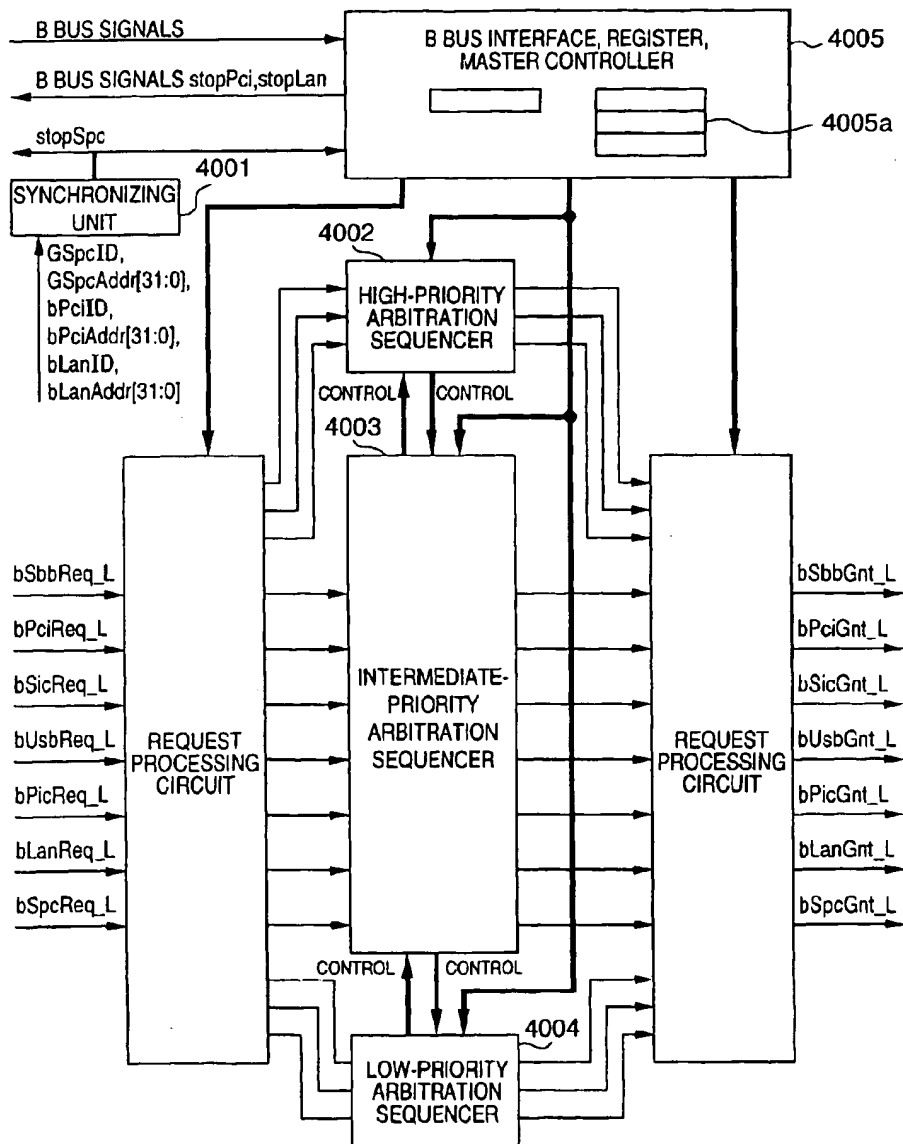 B BUS SIGNALS
B BUS INTERFACE, REGISTER,
MASTER CONTROLLER
4005
B BUS SIGNALS stopPci,stopLan
4005a
stopSpc
4001
SYNCHRONIZING
UNIT
GSpcID,
GSpcAddr[31:0],
bPciID,
bPciAddr[31:0],
bLanID,
bLanAddr[31:0]
4002
HIGH-PRIORITY
ARBITRATION
SEQUENCER
CONTROL
CONTROL
4003
bSbbReq_L
bPciReq_L
bSicReq_L
bUsbReq_L
bPicReq_L
bLanReq_L
bSpcReq_L
REQUEST
PROCESSING
CIRCUIT
INTERMEDIATE-
PRIORITY
ARBITRATION
SEQUENCER
REQUEST
PROCESSING
CIRCUIT
bSbbGnt_L
bPciGnt_L
bSicGnt_L
bUsbGnt_L
bPicGnt_L
bLanGnt_L
bSpcGnt_L
CONTROL
CONTROL
4004
LOW-PRIORITY
ARBITRATION
SEQUENCER